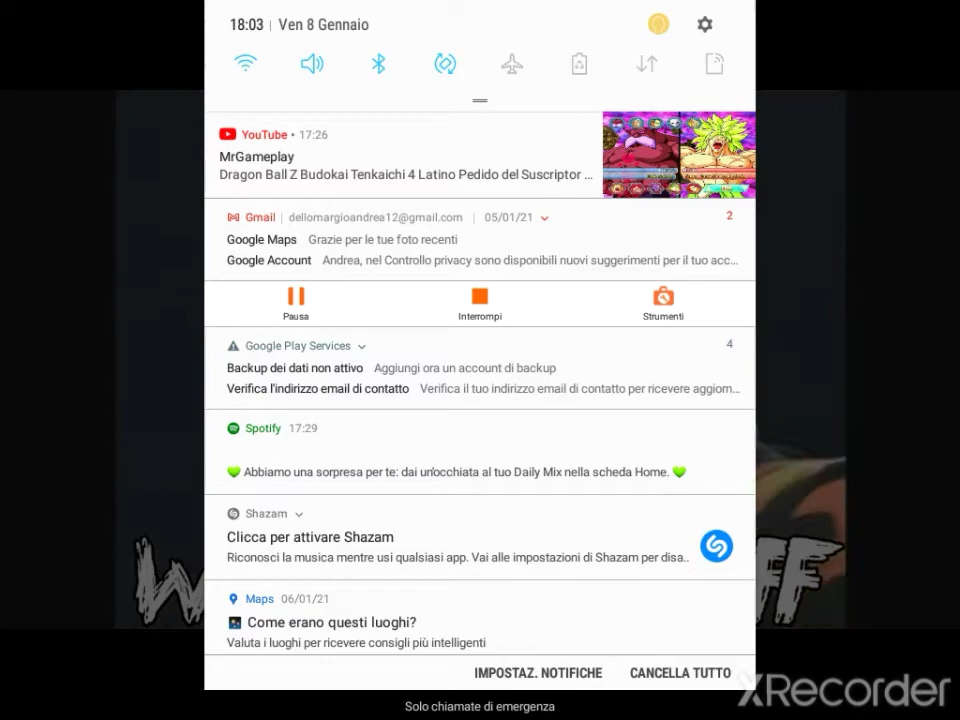 18:03 | Ven 8 Gennaio
YouTube • 17:26
MrGameplay
Dragon Ball Z Budokai Tenkaichi 4 Latino Pedido del Suscriptor ...
Gmail | dellomargioandrea12@gmail.com | 05/01/21
2
Google Maps Grazie per le tue foto recenti
Google Account Andrea, nel Controllo privacy sono disponibili nuovi suggerimenti per il tuo acc...
Pausa
Interrompi
Strumenti
Google Play Services
4
Backup dei dati non attivo Aggiungi ora un account di backup
Verifica l'indirizzo email di contatto Verifica il tuo indirizzo email di contatto per ricevere aggiorn...
Spotify 17:29
💚 Abbiamo una sorpresa per te: dai un'occhiata al tuo Daily Mix nella scheda Home. 💚
Shazam
Clicca per attivare Shazam
Riconosci la musica mentre usi qualsiasi app. Vai alle impostazioni di Shazam per disa..
Maps 06/01/21
Come erano questi luoghi?
Valuta i luoghi per ricevere consigli più intelligenti
IMPOSTAZ. NOTIFICHE CANCELLA TUTTO
XRecorder
Solo chiamate di emergenza